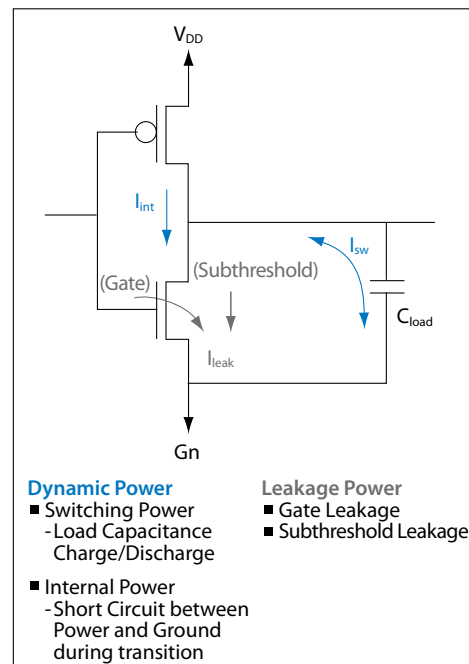 VDD
Iint
Isw
(Gate)
(Subthreshold)
Cload
Ileak
Gn
Dynamic Power
■ Switching Power
-Load Capacitance
Charge/Discharge
■ Internal Power
-Short Circuit between
Power and Ground
during transition
Leakage Power
■ Gate Leakage
■ Subthreshold Leakage